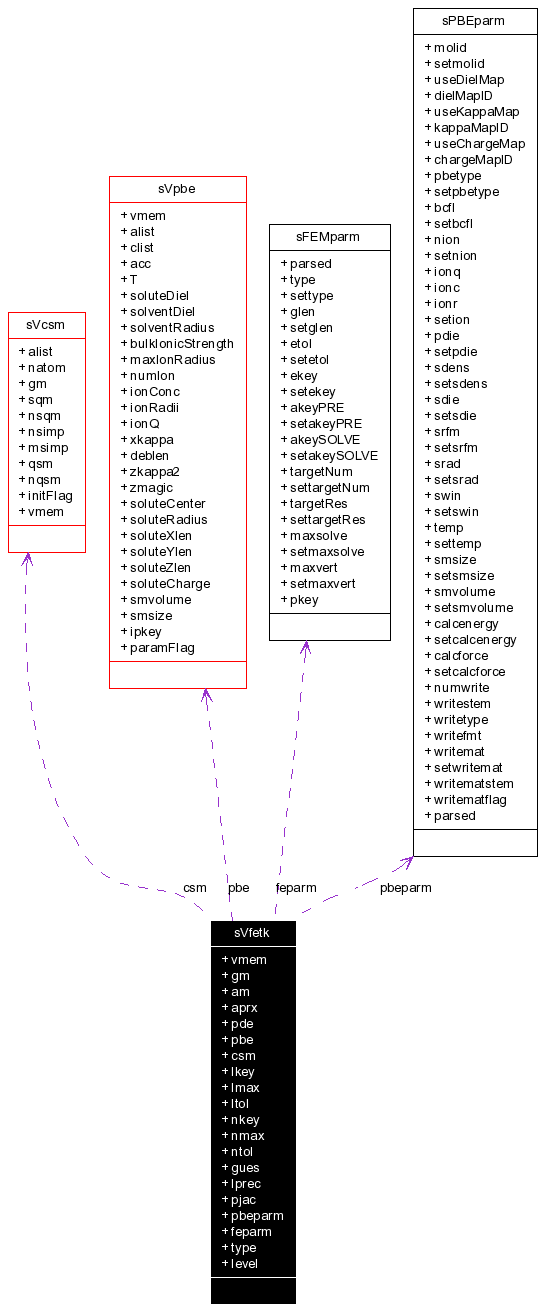 sPBEparm
+ molid
+ setmolid
+ useDielMap
+ dielMapID
+ useKappaMap
+ kappaMapID
+ useChargeMap
+ chargeMapID
+ pbetype
+ setpbetype
+ bcfl
+ setbcfl
+ nion
+ setnion
+ ionq
+ ionc
+ ionr
+ setion
+ pdie
+ setpdie
+ sdens
+ setsdens
+ sdie
+ setsdie
+ srfm
+ setsrfm
+ srad
+ setsrad
+ swin
+ setswin
+ temp
+ settemp
+ smsize
+ setsmsize
+ smvolume
+ setsmvolume
+ calcenergy
+ setcalcenergy
+ calcforce
+ setcalcforce
+ numwrite
+ writestem
+ writetype
+ writefmt
+ writemat
+ setwritemat
+ writematstem
+ writematflag
+ parsed
sVpbe
+ vmem
+ alist
+ clist
+ acc
+ T
+ soluteDiel
+ solventDiel
+ solventRadius
+ bulkIonicStrength
+ maxIonRadius
+ numIon
+ ionConc
+ ionRadii
+ ionQ
+ xkappa
+ deblen
+ zkappa2
+ zmagic
+ soluteCenter
+ soluteRadius
+ soluteXlen
+ soluteYlen
+ soluteZlen
+ soluteCharge
+ smvolume
+ smsize
+ ipkey
+ paramFlag
sFEMparm
+ parsed
+ type
+ settype
+ glen
+ setglen
+ etol
+ setetol
+ ekey
+ setekey
+ akeyPRE
+ setakeyPRE
+ akeySOLVE
+ setakeySOLVE
+ targetNum
+ settargetNum
+ targetRes
+ settargetRes
+ maxsolve
+ setmaxsolve
+ maxvert
+ setmaxvert
+ pkey
sVcsm
+ alist
+ natom
+ gm
+ sqm
+ nsqm
+ nsimp
+ msimp
+ qsm
+ nqsm
+ initFlag
+ vmem
csm
pbe
feparm
pbeparm
sVfetk
+ vmem
+ gm
+ am
+ aprx
+ pde
+ pbe
+ csm
+ lkey
+ lmax
+ ltol
+ nkey
+ nmax
+ ntol
+ gues
+ lprec
+ pjac
+ pbeparm
+ feparm
+ type
+ level